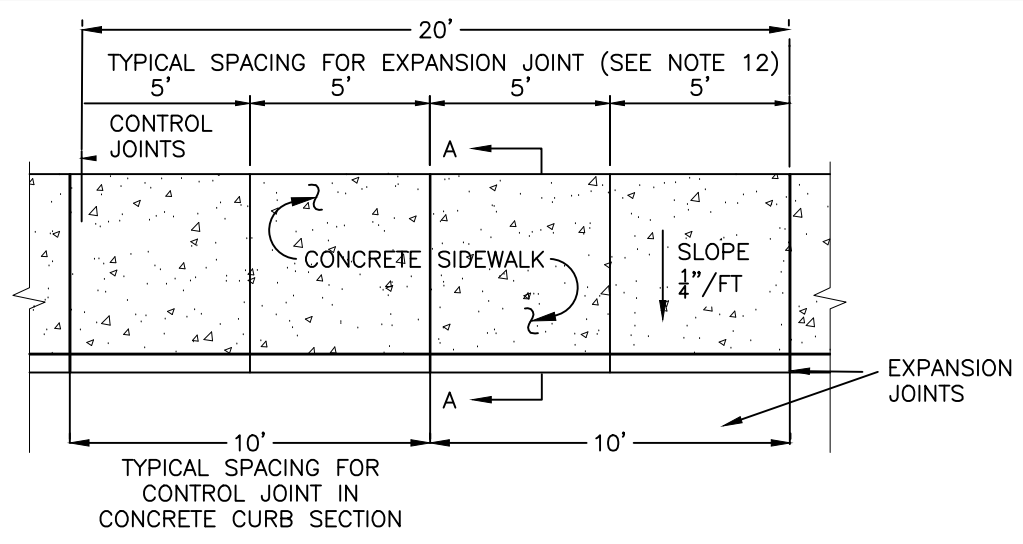 20'
TYPICAL SPACING FOR EXPANSION JOINT (SEE NOTE 12)
5' 5' 5' 5'
CONTROL
JOINTS
A
CONCRETE SIDEWALK
SLOPE
1/4"/FT
EXPANSION
JOINTS
A
10' 10'
TYPICAL SPACING FOR
CONTROL JOINT IN
CONCRETE CURB SECTION